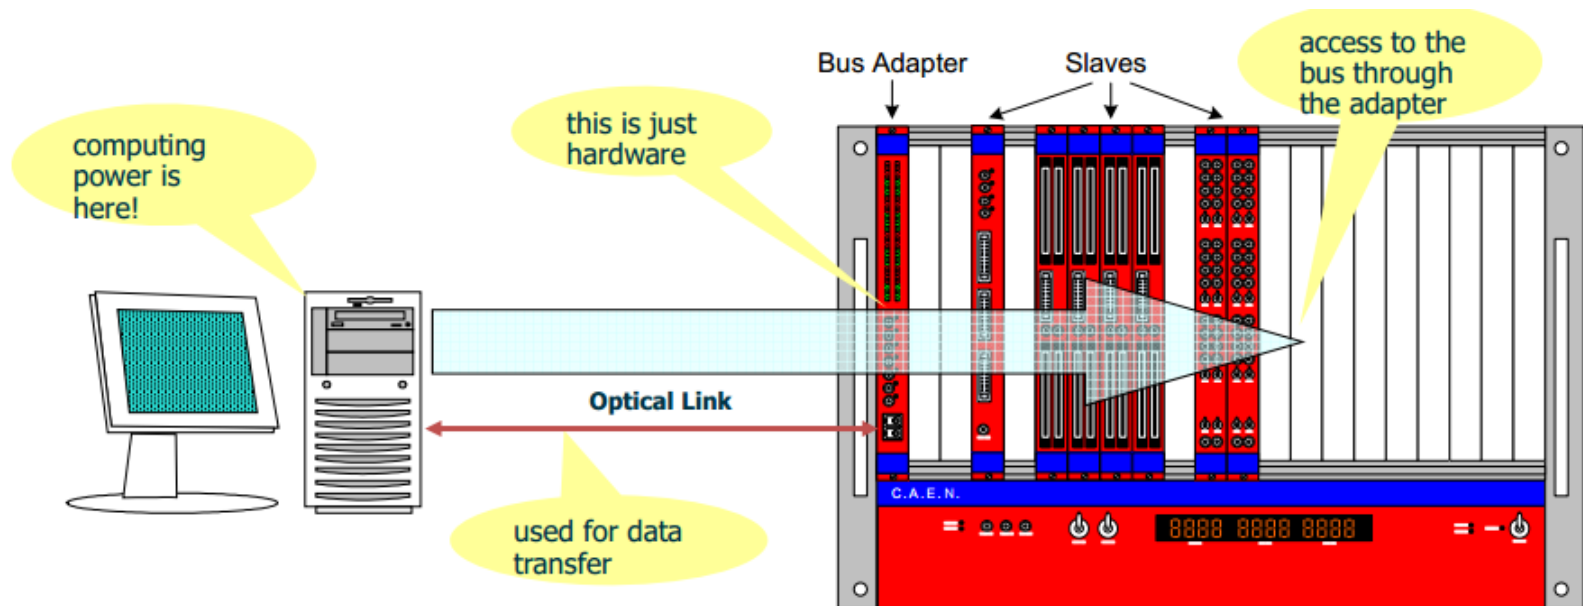 Bus Adapter
Slaves
access to the
bus through
the adapter
this is just
hardware
computing
power is
here!
Optical Link
used for data
transfer
C.A.E.N.
8888 8888 8888